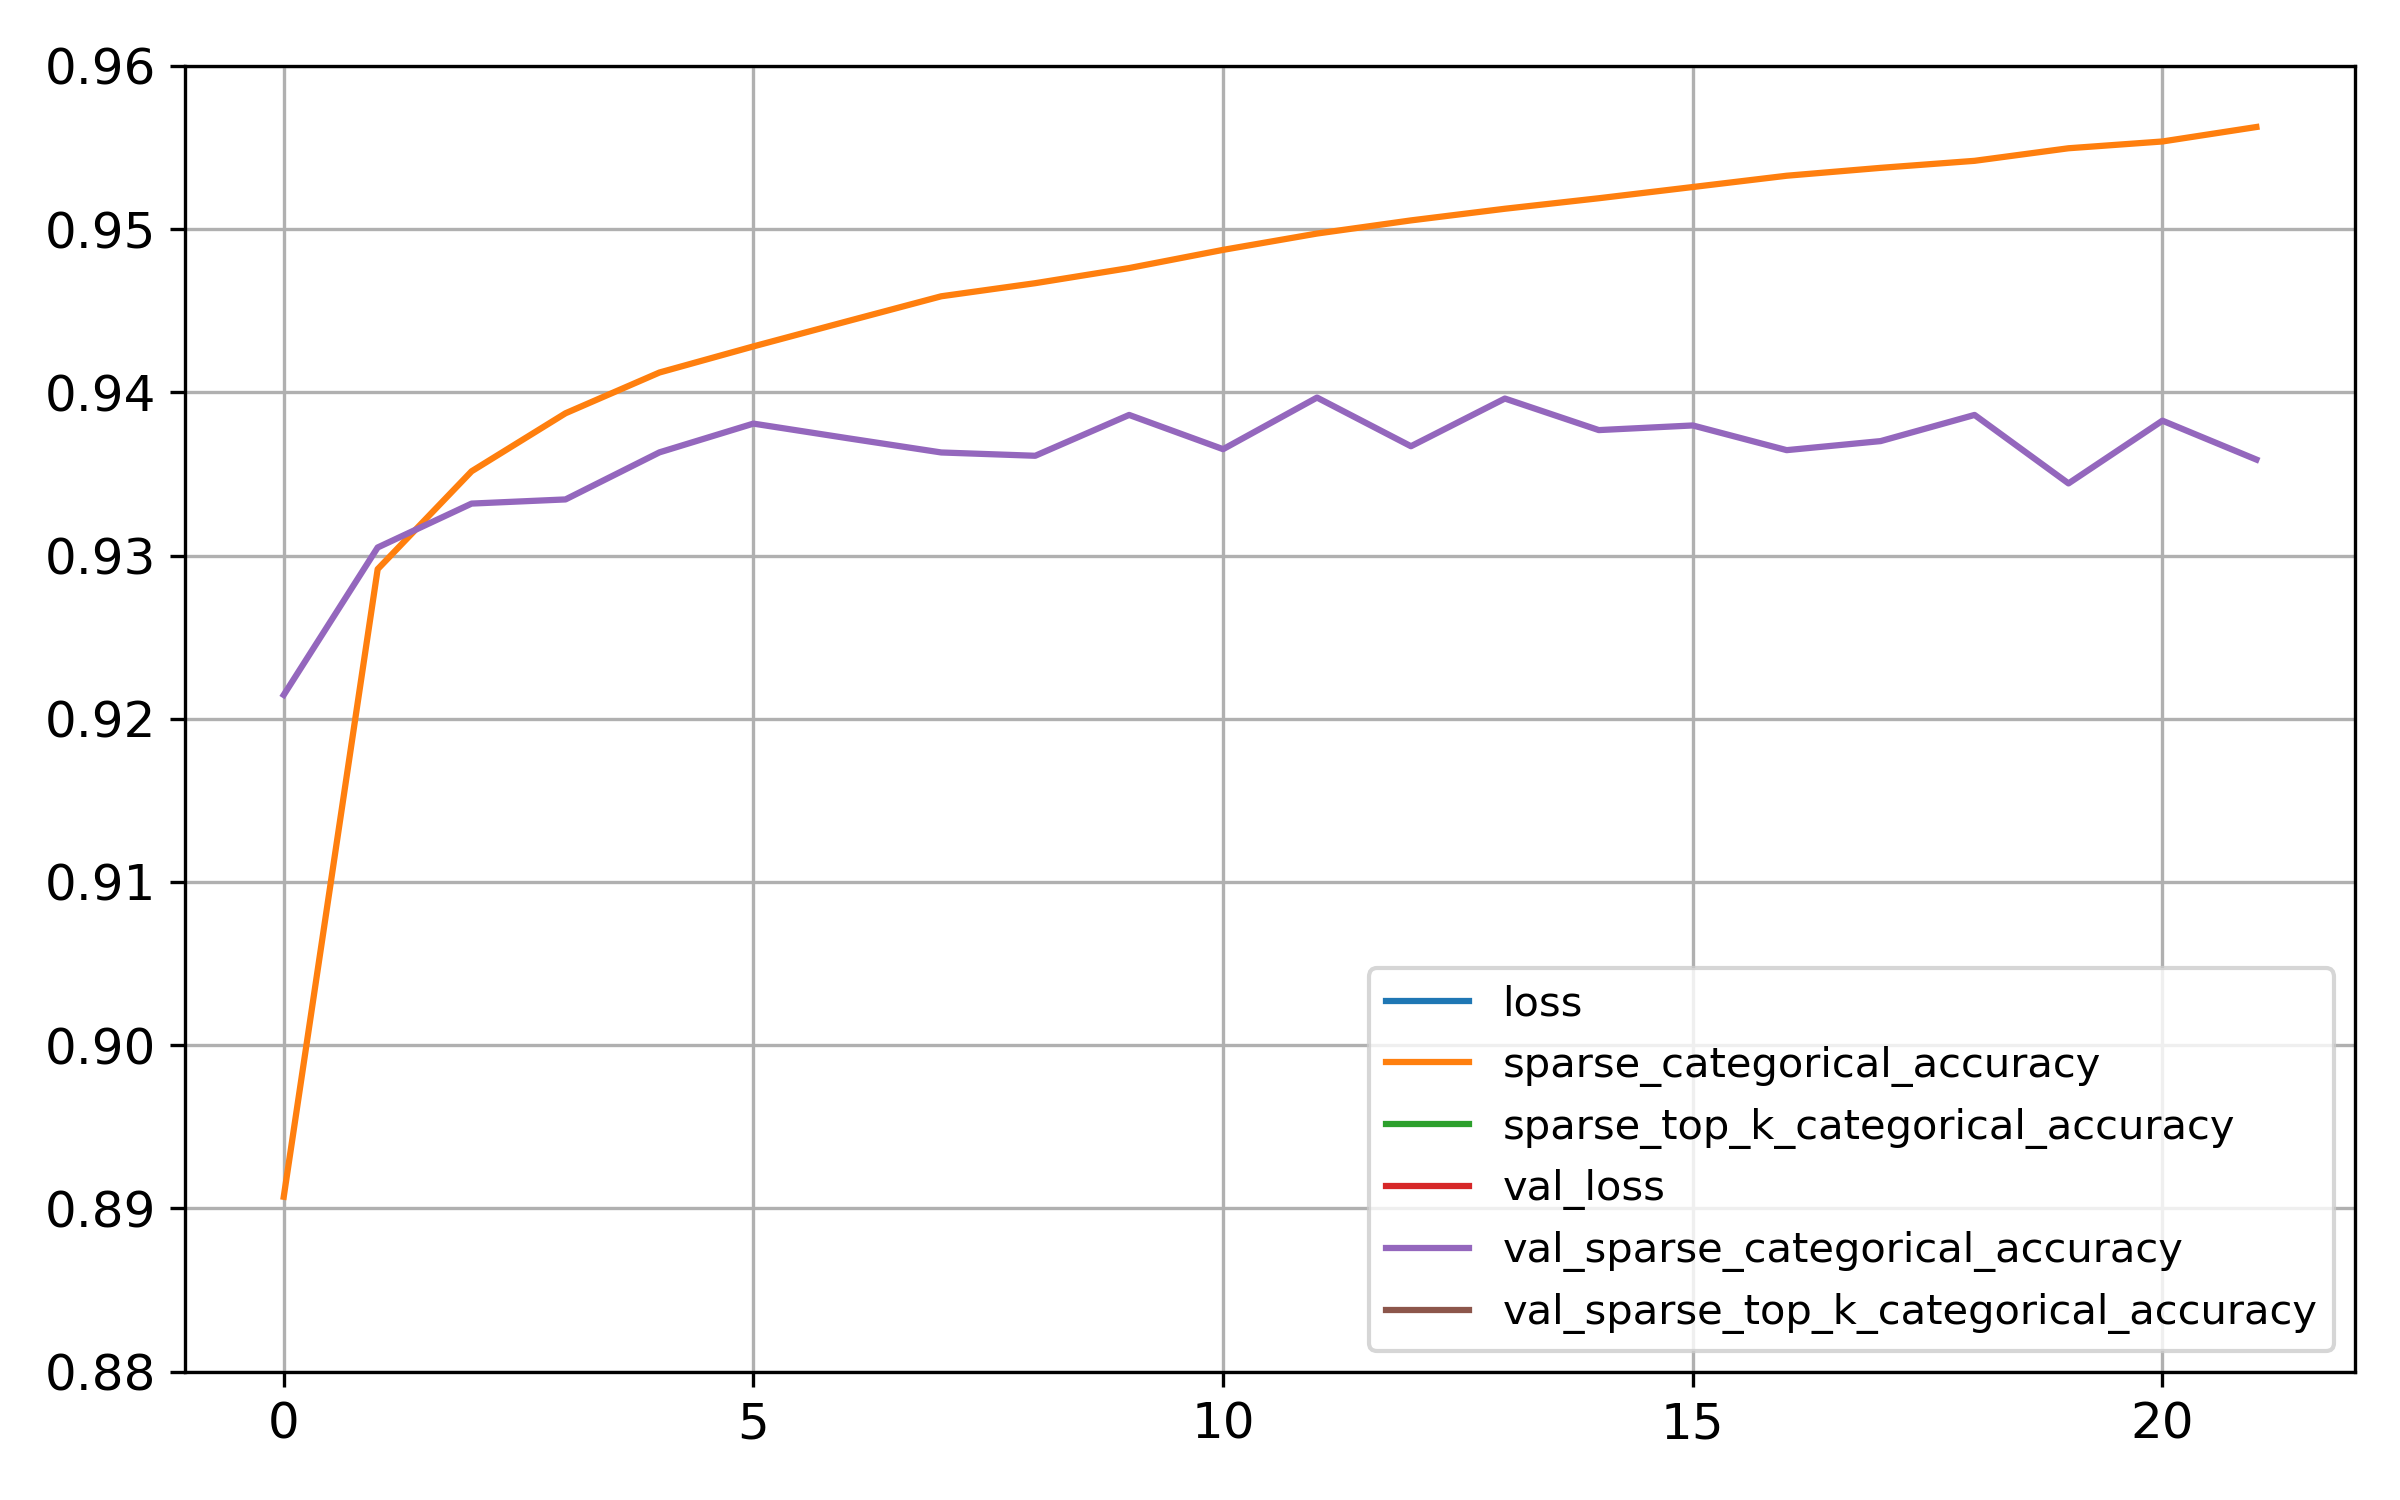 0.96
0.95
0.94
0.93
0.92
0.91
0.90
0.89
0.88
0 5 10 15 20
loss
sparse_categorical_accuracy
sparse_top_k_categorical_accuracy
val_loss
val_sparse_categorical_accuracy
val_sparse_top_k_categorical_accuracy